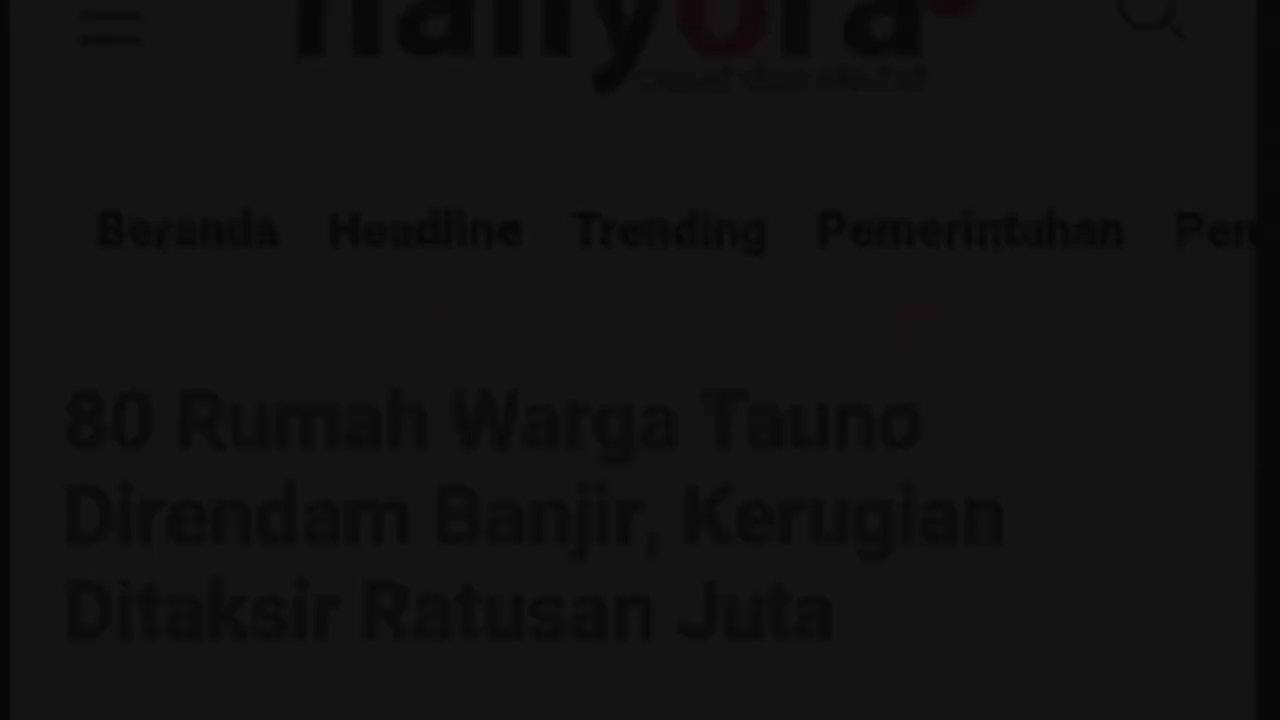 Beranda Headline Trending Pemerintahan
80 Rumah Warga Tauno
Direndam Banjir, Kerugian
Ditaksir Ratusan Juta